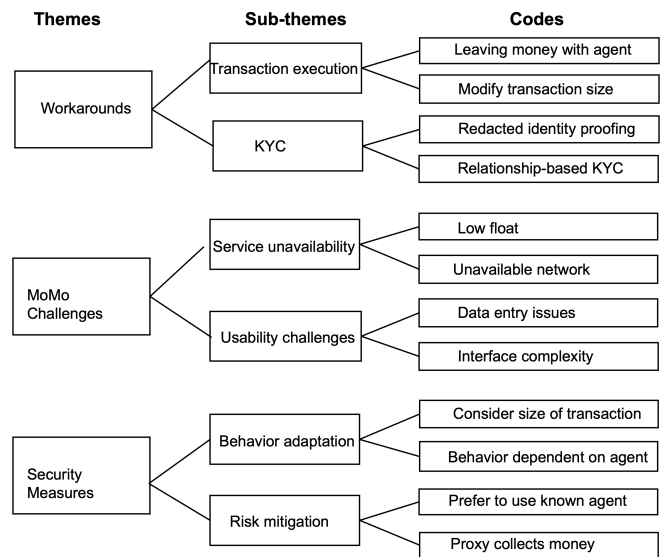 Themes
Sub-themes
Codes
Workarounds
Transaction execution
Leaving money with agent
Modify transaction size
KYC
Redacted identity proofing
Relationship-based KYC
MoMo
Challenges
Service unavailability
Low float
Unavailable network
Usability challenges
Data entry issues
Interface complexity
Security
Measures
Behavior adaptation
Consider size of transaction
Behavior dependent on agent
Risk mitigation
Prefer to use known agent
Proxy collects money